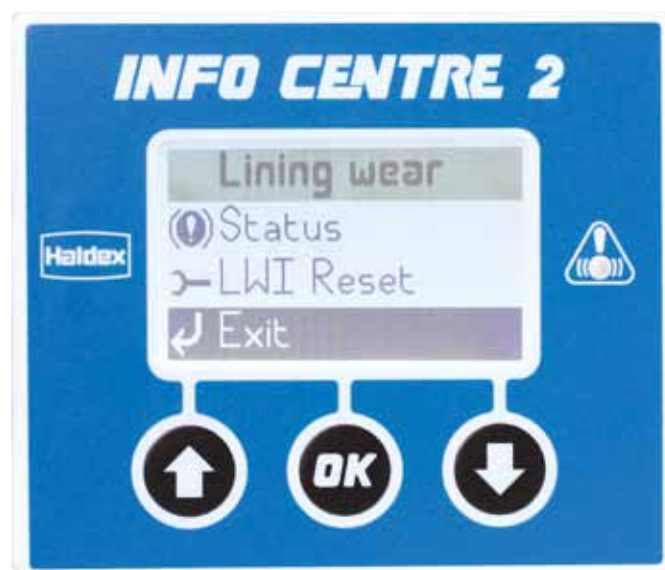 INFO CENTRE 2
Lining wear
Status
LWI Reset
Exit
Haldex
OK